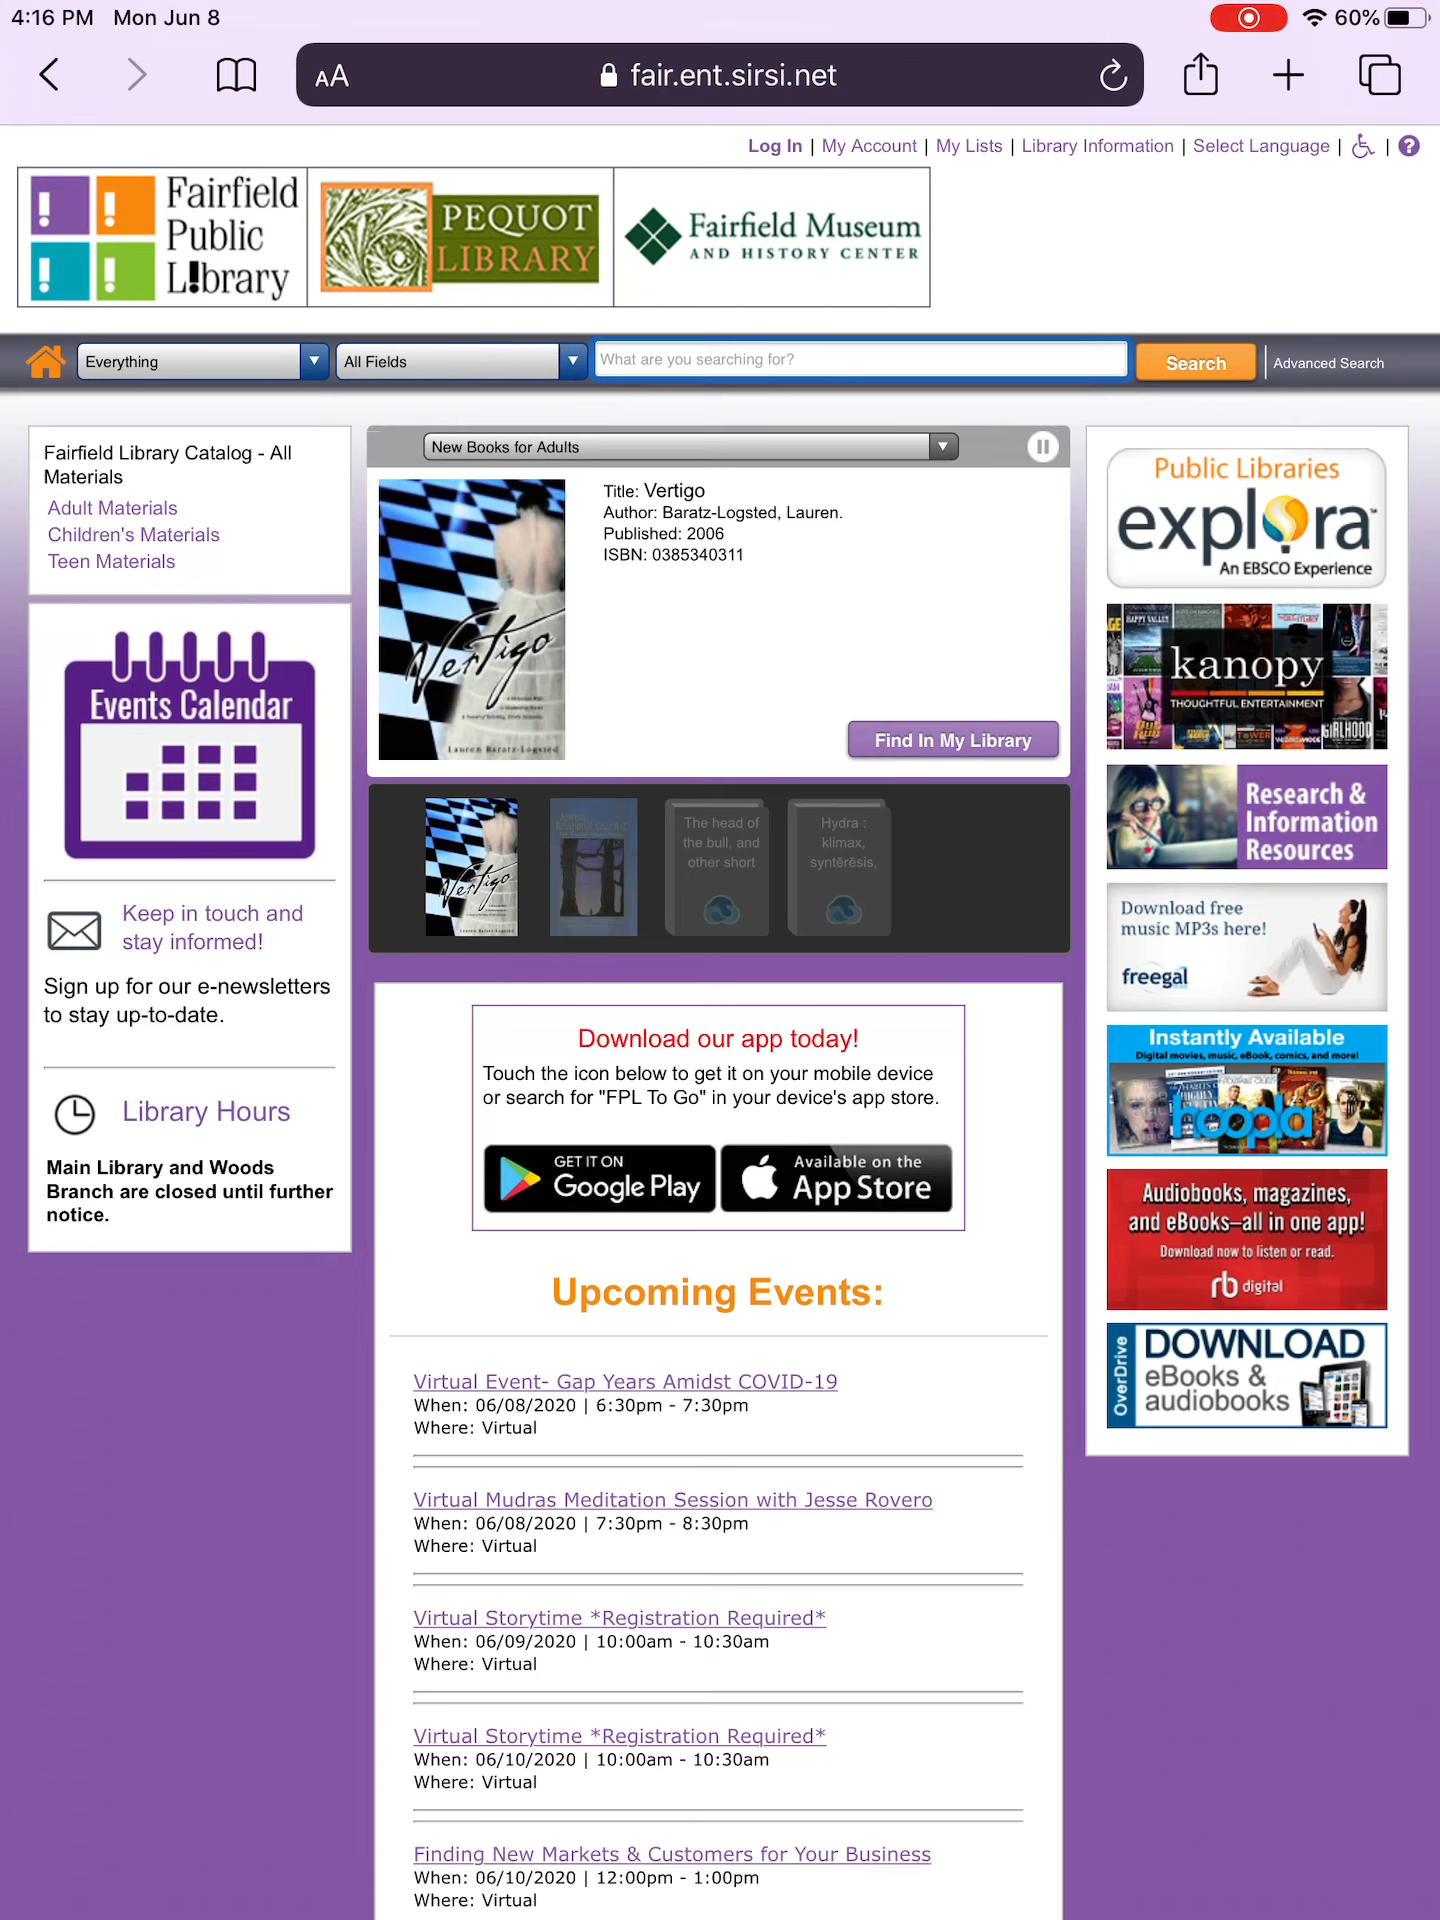 4:16 PM Mon Jun 8
60%
AA
fair.ent.sirsi.net
Log In | My Account | My Lists | Library Information | Select Language | | ?
Fairfield
Public
L!brary
PEQUOT
LIBRARY
Fairfield Museum
AND HISTORY CENTER
Everything
All Fields
What are you searching for?
Search
Advanced Search
Fairfield Library Catalog - All
Materials
Adult Materials
Children's Materials
Teen Materials
Events Calendar
Keep in touch and
stay informed!
Sign up for our e-newsletters
to stay up-to-date.
Library Hours
Main Library and Woods
Branch are closed until further
notice.
New Books for Adults
Vertigo
Lauren Baratz-Logsted
Title: Vertigo
Author: Baratz-Logsted, Lauren.
Published: 2006
ISBN: 0385340311
Find In My Library
Vertigo
The head of
the bull, and
other short
Hydra :
klimax,
syntērēsis,
Download our app today!
Touch the icon below to get it on your mobile device
or search for "FPL To Go" in your device's app store.
GET IT ON
Google Play
Available on the
App Store
Upcoming Events:
Virtual Event- Gap Years Amidst COVID-19
When: 06/08/2020 | 6:30pm - 7:30pm
Where: Virtual
Virtual Mudras Meditation Session with Jesse Rovero
When: 06/08/2020 | 7:30pm - 8:30pm
Where: Virtual
Virtual Storytime *Registration Required*
When: 06/09/2020 | 10:00am - 10:30am
Where: Virtual
Virtual Storytime *Registration Required*
When: 06/10/2020 | 10:00am - 10:30am
Where: Virtual
Finding New Markets & Customers for Your Business
When: 06/10/2020 | 12:00pm - 1:00pm
Where: Virtual
Public Libraries
explora
An EBSCO Experience
HAPPY VALLEY
kanopy
THOUGHTFUL ENTERTAINMENT
TOWER
GIRLHOOD
Research &
Information
Resources
Download free
music MP3s here!
freegal
Instantly Available
Digital movies, music, eBook, comics, and more!
hoopla
Audiobooks, magazines,
and eBooks—all in one app!
Download now to listen or read.
rb digital
OverDrive
DOWNLOAD
eBooks &
audiobooks